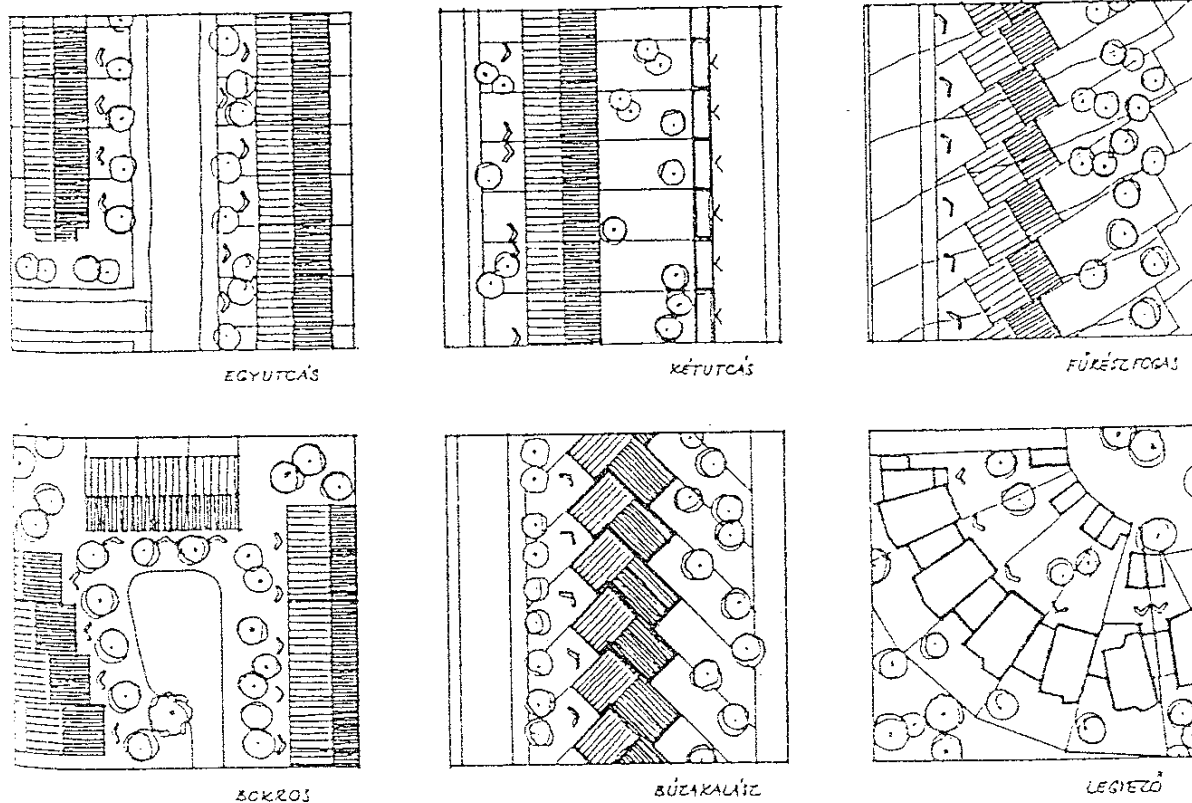 EGYUTCÁS
KÉTUTCÁS
FŰRÉSZFOGAS
BOKROS
BÚZAKALÁSZ
LEGYEZŐ